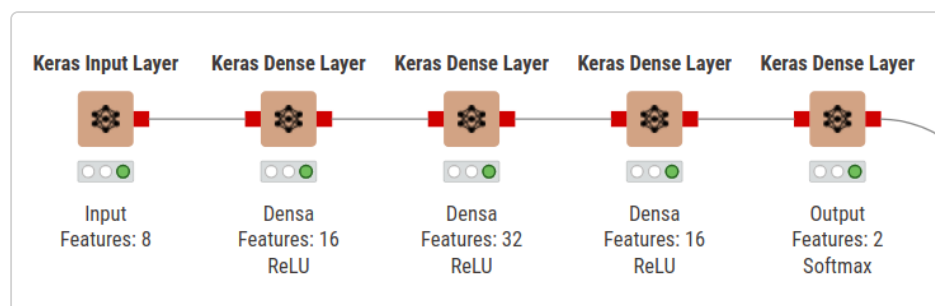 Keras Input Layer Keras Dense Layer Keras Dense Layer Keras Dense Layer Keras Dense Layer
Input Densa Densa Densa Output
Features: 8 Features: 16 Features: 32 Features: 16 Features: 2
ReLU ReLU ReLU Softmax